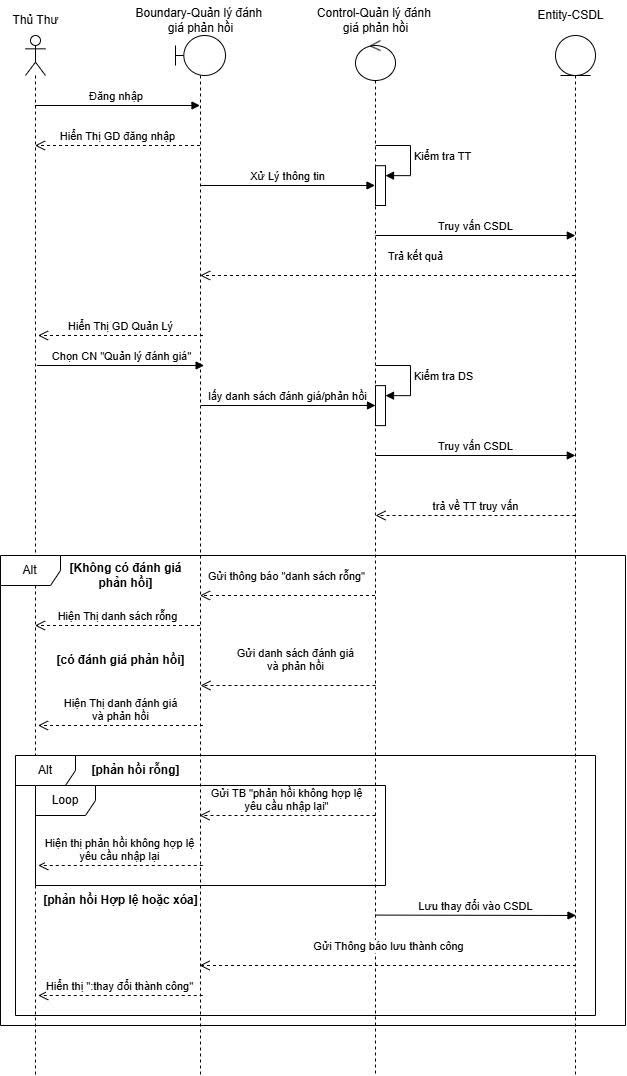 Thủ Thư
Boundary-Quản lý đánh
giá phản hồi
Control-Quản lý đánh
giá phản hồi
Entity-CSDL
Đăng nhập
Hiển Thị GD đăng nhập
Kiểm tra TT
Xử Lý thông tin
Truy vấn CSDL
Trả kết quả
Hiển Thị GD Quản Lý
Chọn CN "Quản lý đánh giá"
Kiểm tra DS
lấy danh sách đánh giá/phản hồi
Truy vấn CSDL
trả về TT truy vấn
Alt
[Không có đánh giá
phản hồi]
Gửi thông báo "danh sách rỗng"
Hiện Thị danh sách rỗng
[có đánh giá phản hồi]
Gửi danh sách đánh giá
và phản hồi
Hiện Thị danh đánh giá
và phản hồi
Alt
[phản hồi rỗng]
Loop
Gửi TB "phản hồi không hợp lệ
yêu cầu nhập lại"
Hiện thị phản hồi không hợp lệ
yêu cầu nhập lại
[phản hồi Hợp lệ hoặc xóa]
Lưu thay đổi vào CSDL
Gửi Thông báo lưu thành công
Hiển thị ":thay đổi thành công"